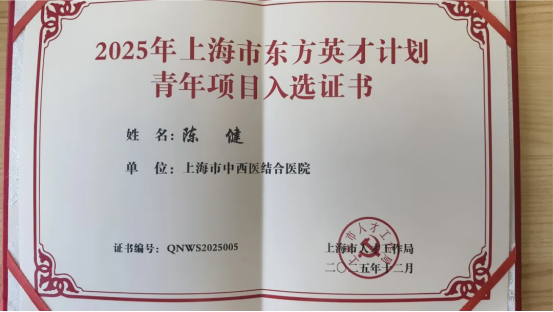 2025年上海市东方英才计划
青年项目入选证书
姓 名：陈 健
单 位：上海市中西医结合医院
证书编号：QNWS2025005
上海市人才工作局
二〇二五年十二月